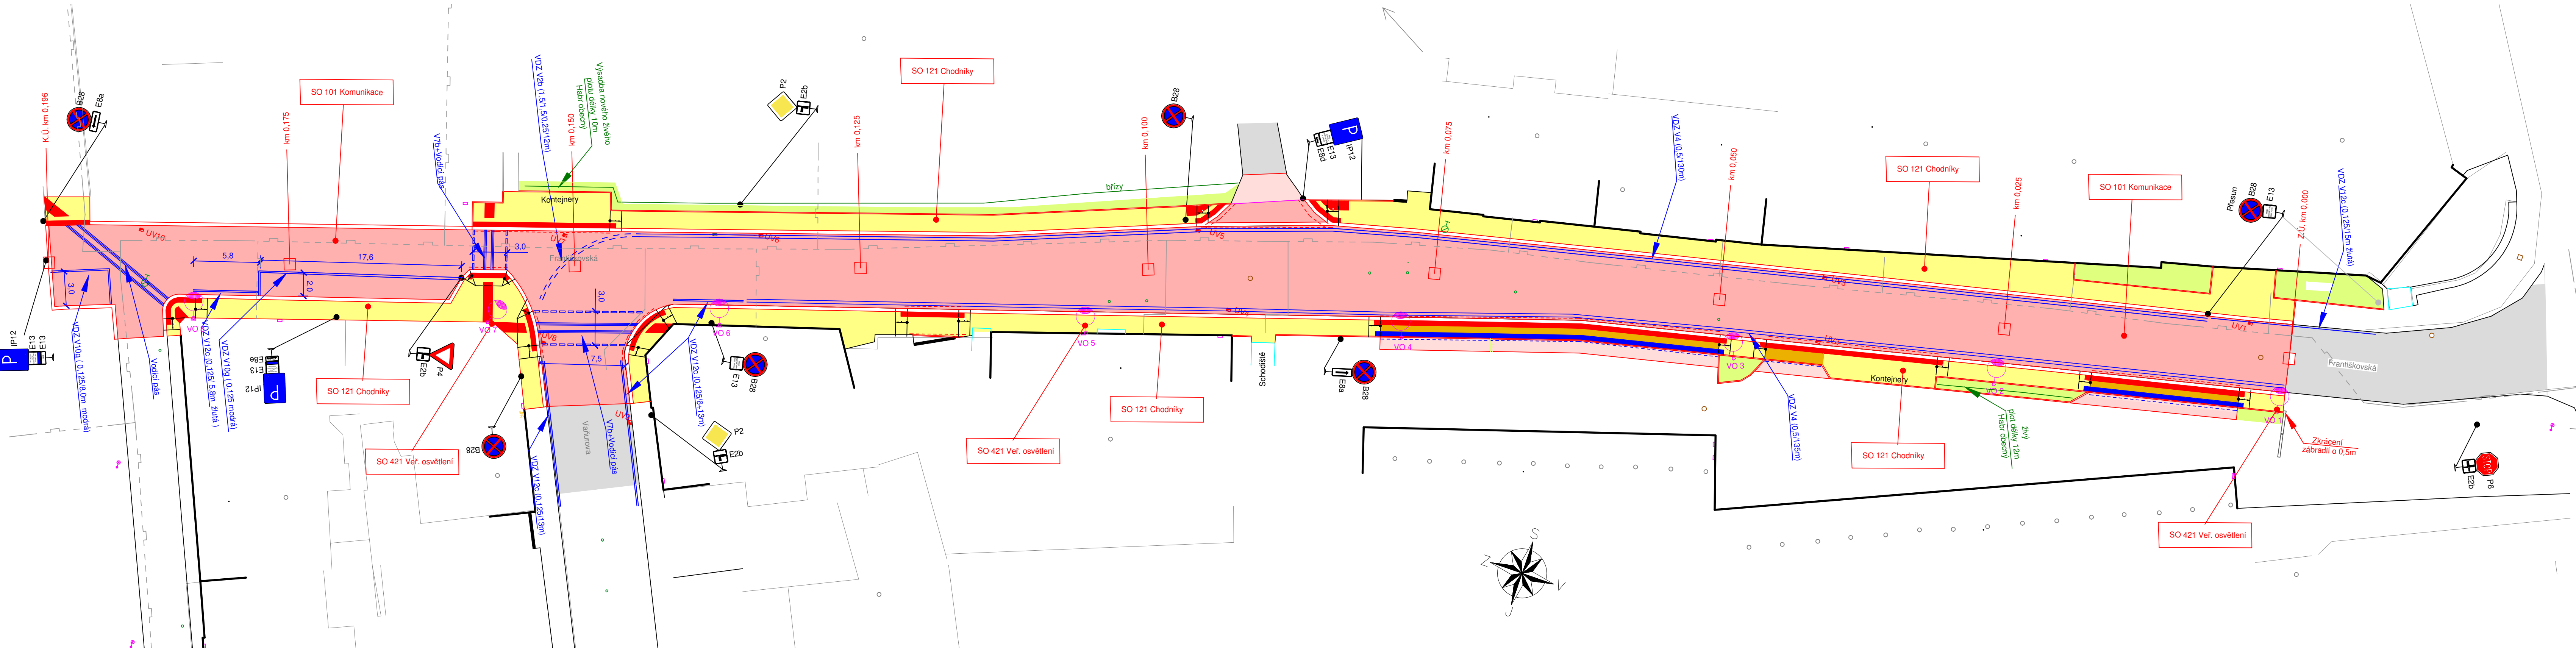 K.Ú. km 0,196
B28
E8a
SO 101 Komunikace
km 0,175
V7b+Vodící pás
VDZ V2b (1,5/1,5/0,25/12m)
km 0,150
Výsadba nového živého
plotu délky 10m
Habr obecný
Kontejnery
P2
E2b
km 0,125
SO 121 Chodníky
břízy
km 0,100
B28
E8d
E13
IP12
P
km 0,075
VDZ V4 (0,5/130m)
km 0,050
SO 121 Chodníky
km 0,025
SO 101 Komunikace
Přesun
B28
E13
Z.Ú. km 0,000
VDZ V12c (0,125/15m žlutá)
UV10
UV7
UV6
UV5
UV3
UV1
5,8
17,6
3,0
2,0
3,0
3,0
7,5
Františkovská
Františkovská
IP12
E13
E13
P
VDZ V10g ( 0,125/8,0m modrá)
Vodící pás
VDZ V12c (0,125/ 5,8m žlutá )
VDZ V10g ( 0,125 modrá)
E8e
E13
IP12
P
SO 121 Chodníky
SO 421 Veř. osvětlení
E2b
P4
VO 7
UV8
B28
VDZ V12c (0,125/13m)
Vaňurova
V7b+Vodící pás
VDZ V12c (0,125/6+13m)
VO 6
E13
B28
P2
E2b
SO 421 Veř. osvětlení
VO 5
SO 121 Chodníky
UV4
Schodiště
E8a
B28
VO 4
VO 3
VDZ V4 (0,5/135m)
Kontejnery
SO 121 Chodníky
VO 2
živý
plot délky 12m
Habr obecný
VO 1
Zkrácení
zábradlí o 0,5m
SO 421 Veř. osvětlení
E2b
P6
STOP
S
V
J
Z